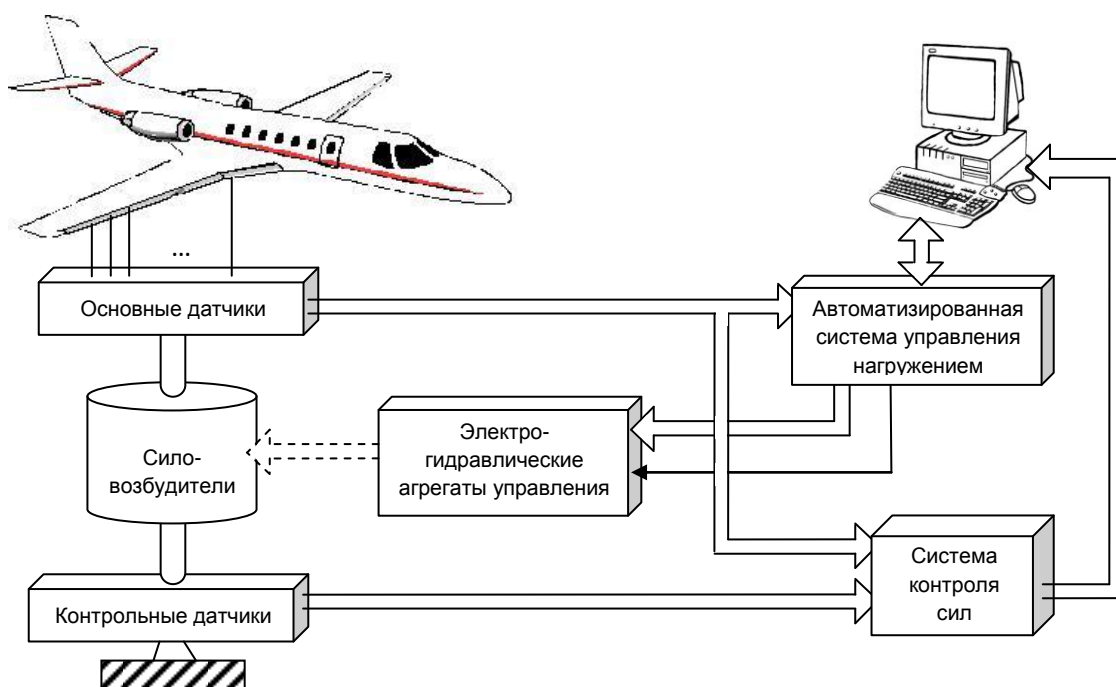 ...
Основные датчики
Автоматизированная
система управления
нагружением
Сило-
возбудители
Электро-
гидравлические
агрегаты управления
Система
контроля
сил
Контрольные датчики